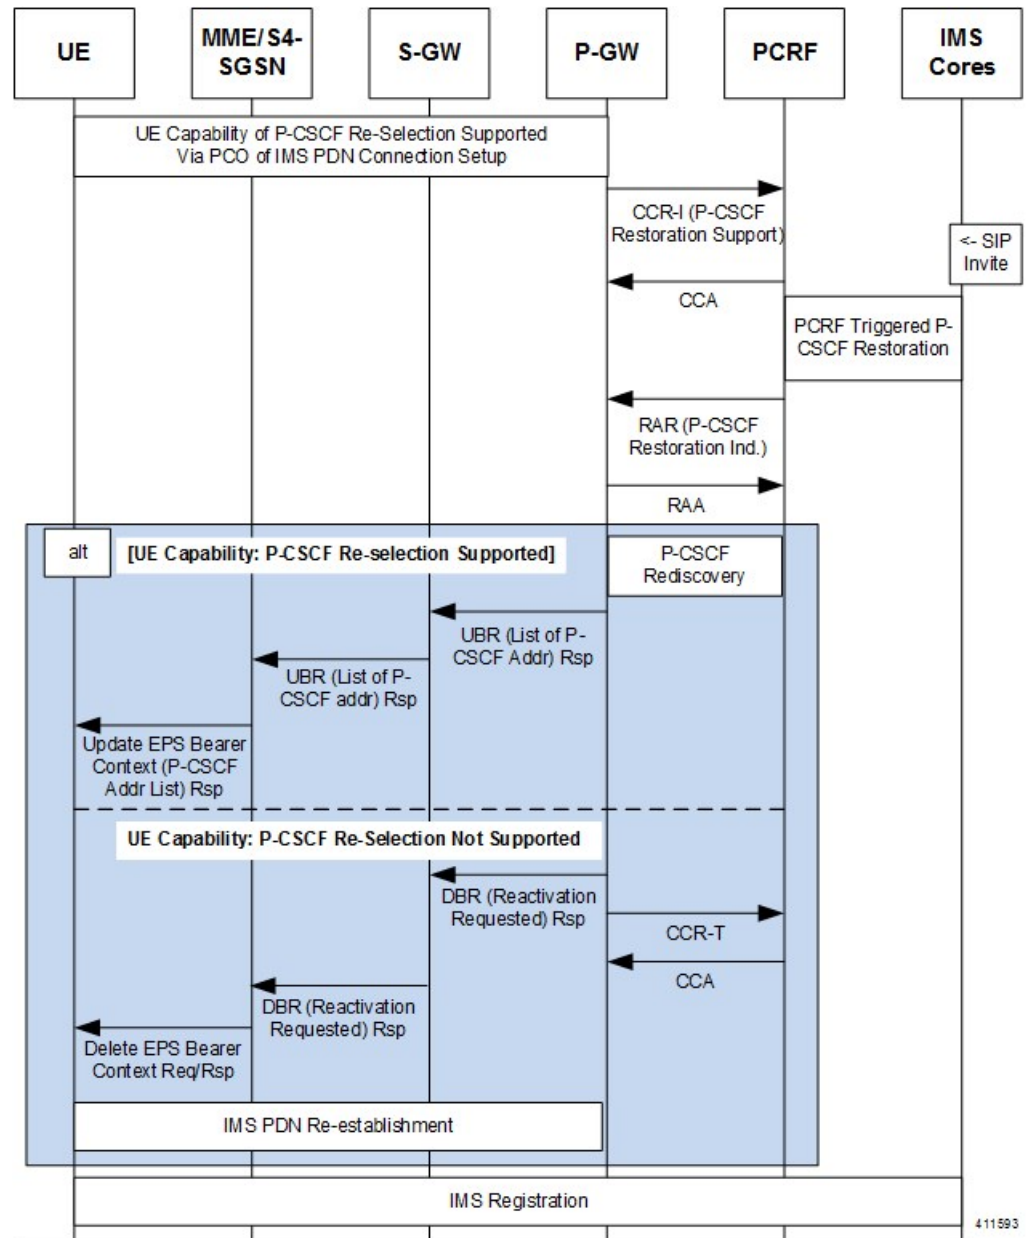 UE
MME/S4-
SGSN
S-GW
P-GW
PCRF
IMS
Cores
UE Capability of P-CSCF Re-Selection Supported
Via PCO of IMS PDN Connection Setup
CCR-I (P-CSCF
Restoration Support)
<- SIP
Invite
CCA
PCRF Triggered P-
CSCF Restoration
RAR (P-CSCF
Restoration Ind.)
RAA
alt
[UE Capability: P-CSCF Re-selection Supported]
P-CSCF
Rediscovery
UBR (List of P-
CSCF Addr) Rsp
UBR (List of P-
CSCF addr) Rsp
Update EPS Bearer
Context (P-CSCF
Addr List) Rsp
UE Capability: P-CSCF Re-Selection Not Supported
DBR (Reactivation
Requested) Rsp
CCR-T
CCA
DBR (Reactivation
Requested) Rsp
Delete EPS Bearer
Context Req/Rsp
IMS PDN Re-establishment
IMS Registration
411593